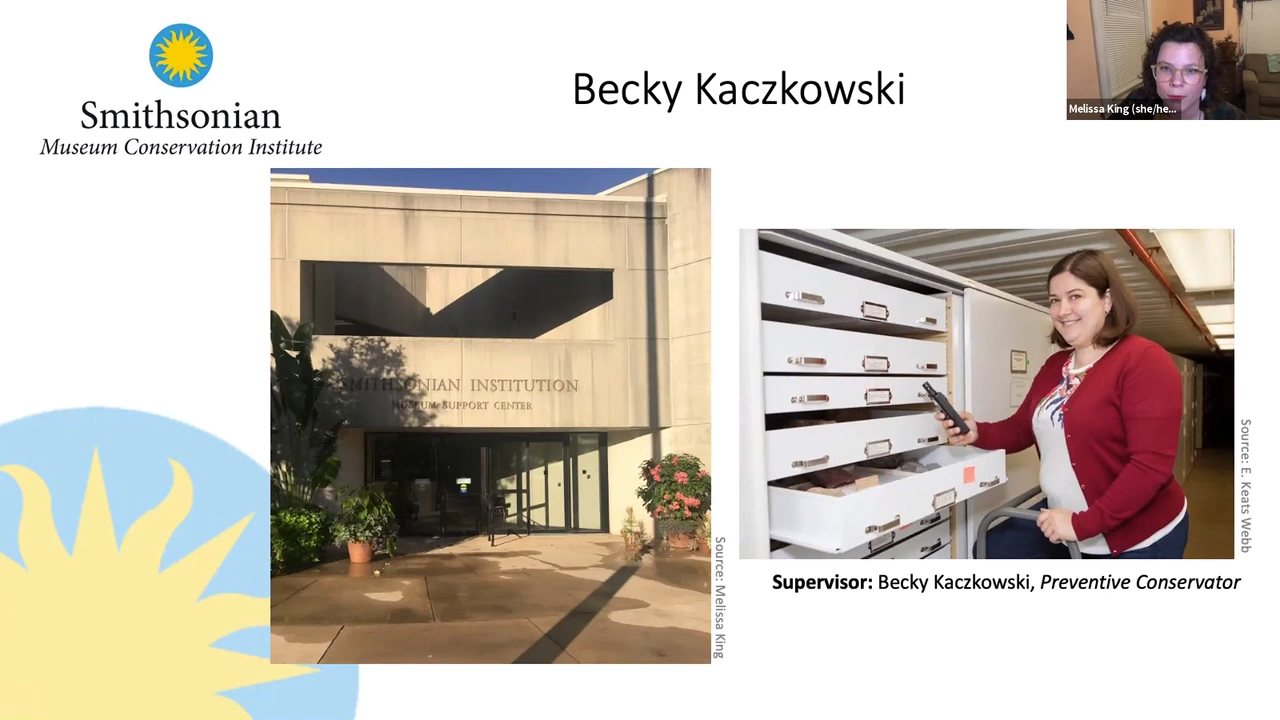 Smithsonian
Museum Conservation Institute
Becky Kaczkowski
Melissa King (she/he...
SMITHSONIAN INSTITUTION
MUSEUM SUPPORT CENTER
Source: Melissa King
Source: E. Keats Webb
Supervisor: Becky Kaczkowski, Preventive Conservator